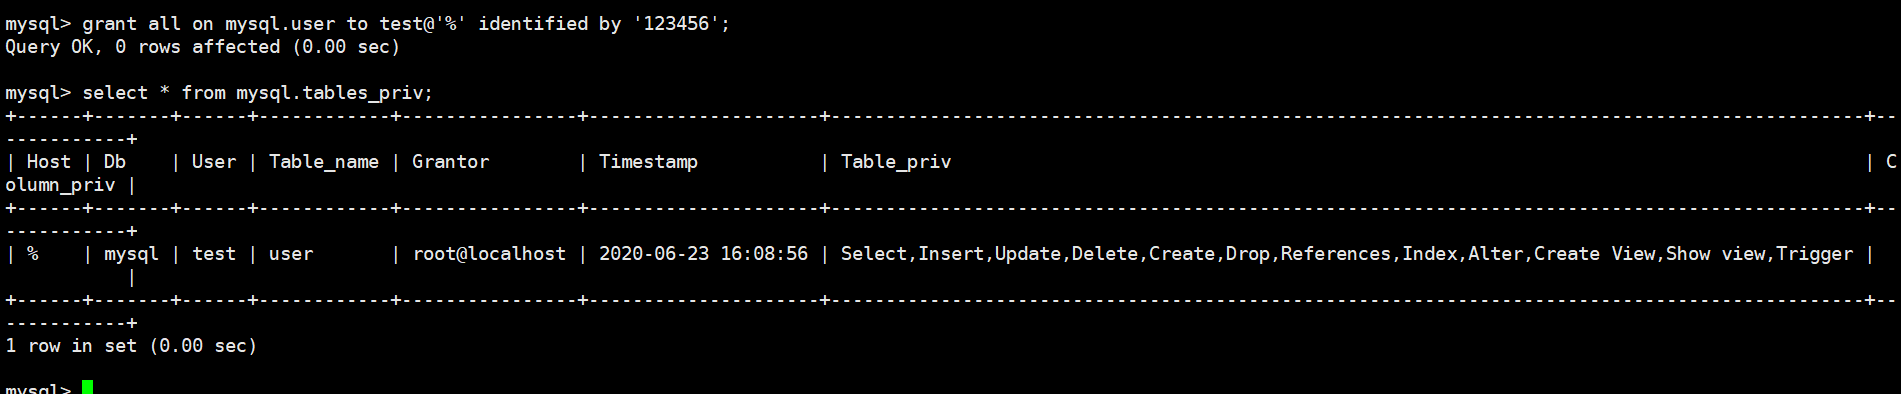 mysql> grant all on mysql.user to test@'%' identified by '123456';
Query OK, 0 rows affected (0.00 sec)

mysql> select * from mysql.tables_priv;
+------+-------+------+------------+----------------+---------------------+----------------------------------------------------------------------------------------------+--
-----------+
| Host | Db    | User | Table_name | Grantor        | Timestamp           | Table_priv                                                                                   | C
olumn_priv |
+------+-------+------+------------+----------------+---------------------+----------------------------------------------------------------------------------------------+--
-----------+
| %    | mysql | test | user       | root@localhost | 2020-06-23 16:08:56 | Select,Insert,Update,Delete,Create,Drop,References,Index,Alter,Create View,Show view,Trigger |
           |
+------+-------+------+------------+----------------+---------------------+----------------------------------------------------------------------------------------------+--
-----------+
1 row in set (0.00 sec)

mysql>